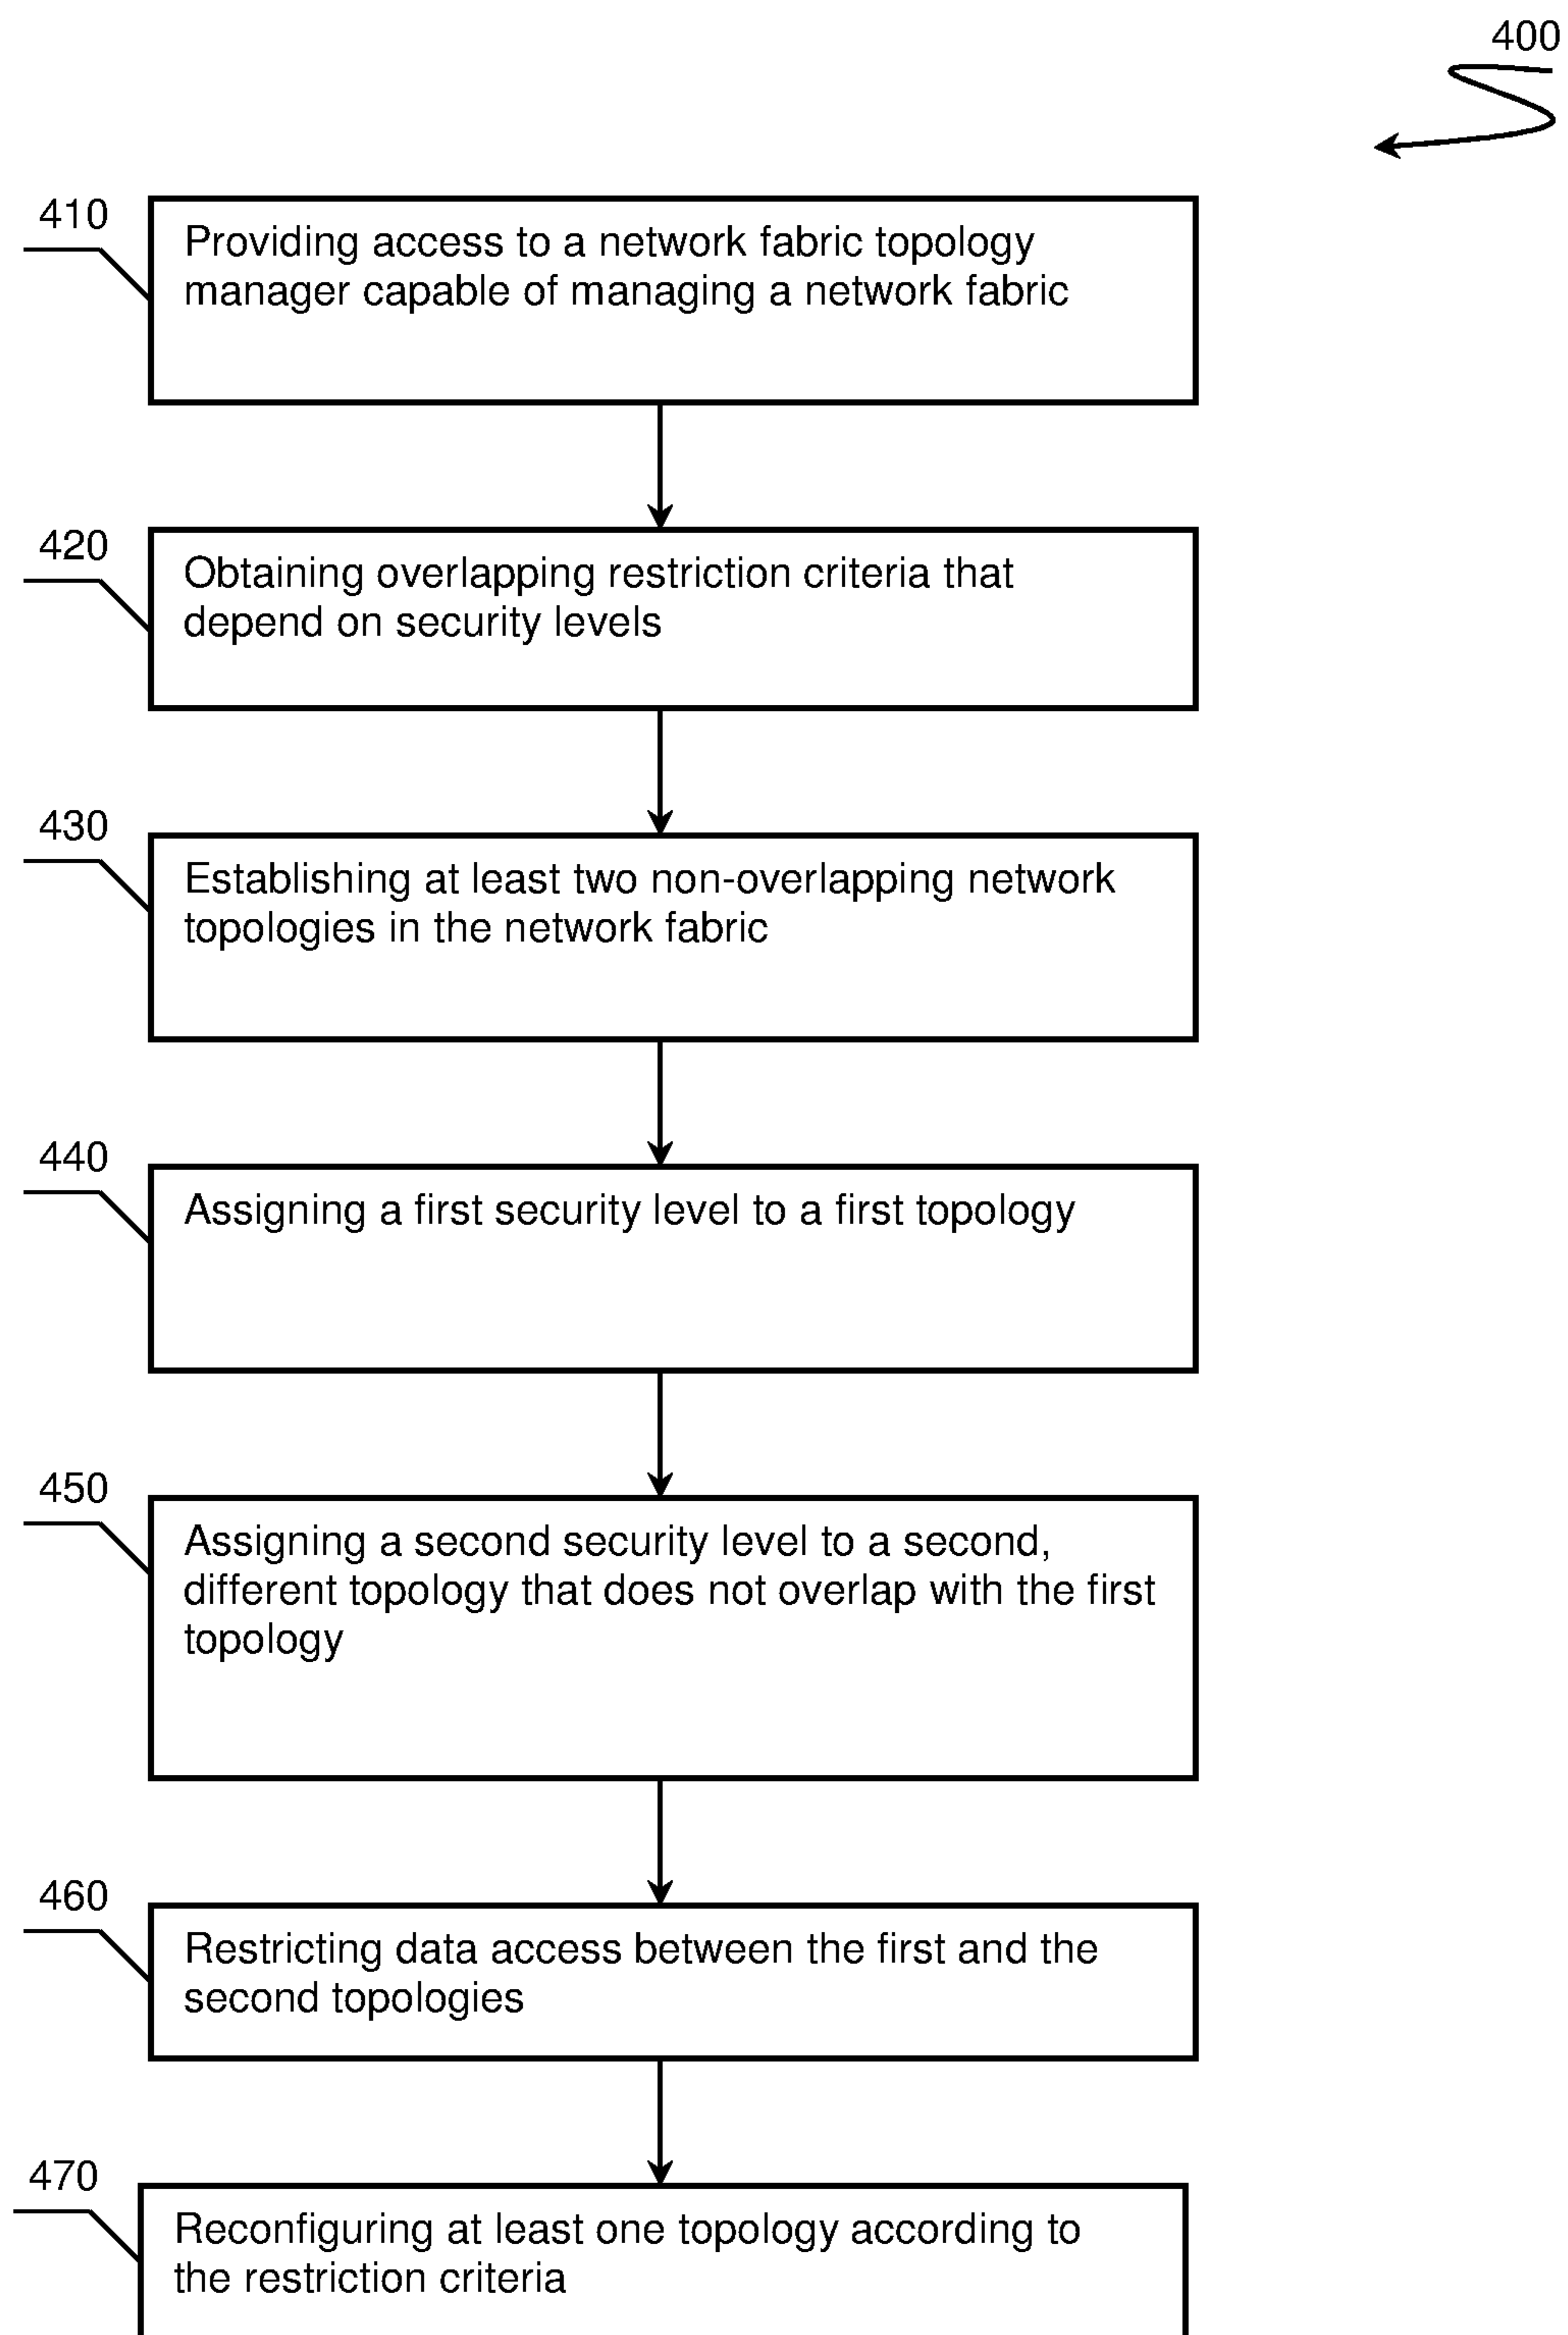 400
410
Providing access to a network fabric topology
manager capable of managing a network fabric
420
Obtaining overlapping restriction criteria that
depend on security levels
430
Establishing at least two non-overlapping network
topologies in the network fabric
440
Assigning a first security level to a first topology
450
Assigning a second security level to a second,
different topology that does not overlap with the first
topology
460
Restricting data access between the first and the
second topologies
470
Reconfiguring at least one topology according to
the restriction criteria